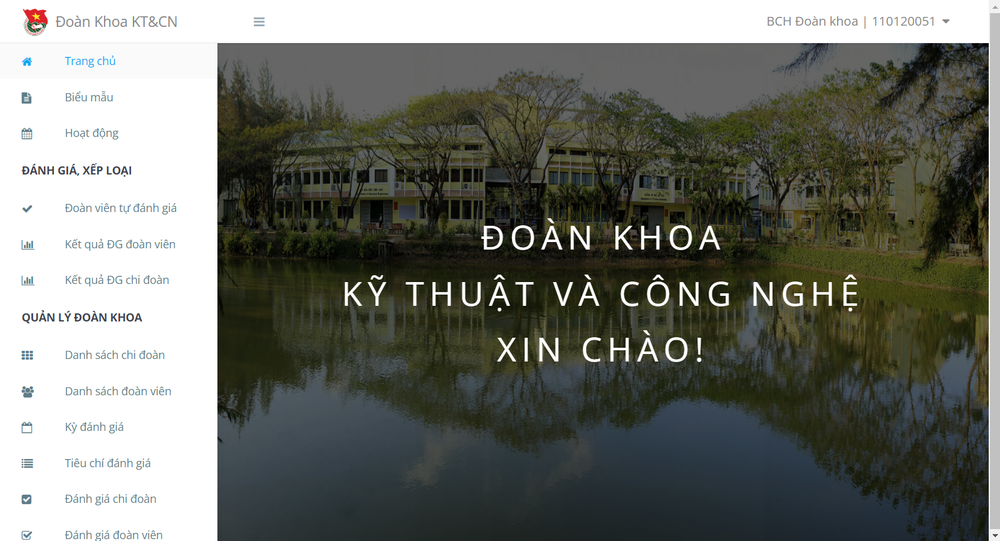 Đoàn Khoa KT&CN
BCH Đoàn khoa | 110120051
Trang chủ
Biểu mẫu
Hoạt động
ĐÁNH GIÁ, XẾP LOẠI
Đoàn viên tự đánh giá
Kết quả ĐG đoàn viên
Kết quả ĐG chi đoàn
QUẢN LÝ ĐOÀN KHOA
Danh sách chi đoàn
Danh sách đoàn viên
Kỳ đánh giá
Tiêu chí đánh giá
Đánh giá chi đoàn
Đánh giá đoàn viên
ĐOÀN KHOA
KỸ THUẬT VÀ CÔNG NGHỆ
XIN CHÀO!